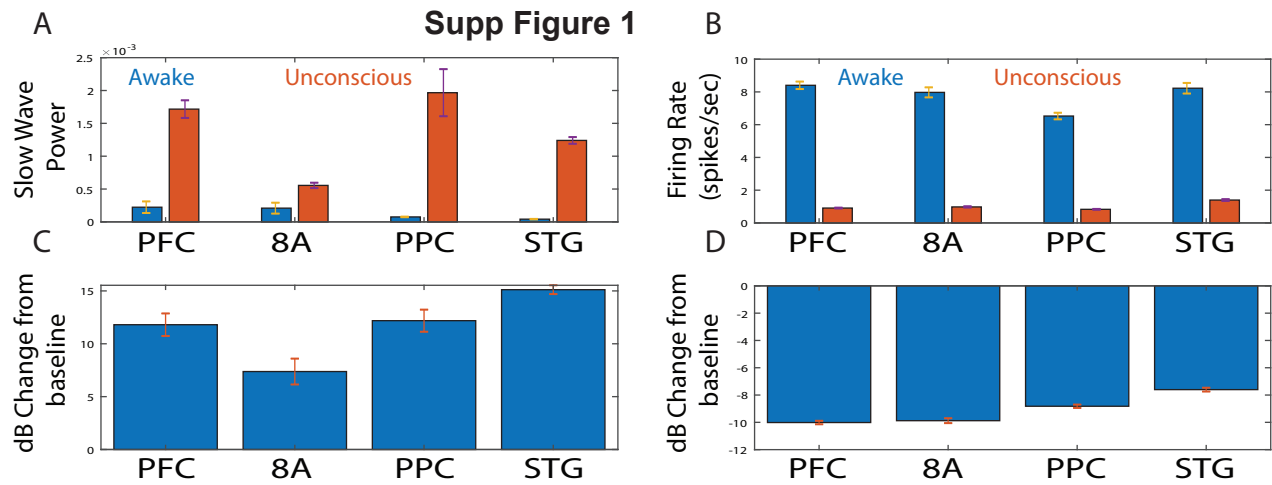 Supp Figure 1
A
×10⁻³
2.5
2
1.5
1
0.5
0
Slow Wave
Power
Awake
Unconscious
PFC
8A
PPC
STG
B
10
8
6
4
2
0
Firing Rate
(spikes/sec)
Awake
Unconscious
PFC
8A
PPC
STG
C
15
10
5
0
dB Change from
baseline
PFC
8A
PPC
STG
D
0
-2
-4
-6
-8
-10
-12
dB Change from
baseline
PFC
8A
PPC
STG